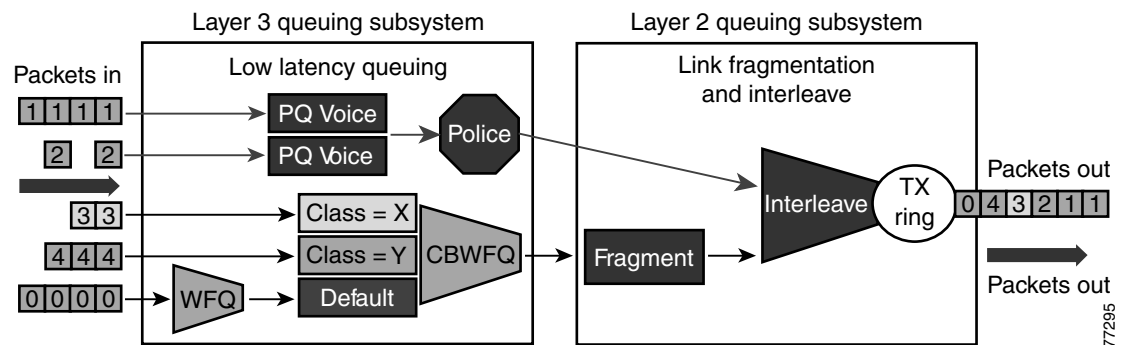 Layer 3 queuing subsystem
Layer 2 queuing subsystem
Low latency queuing
Link fragmentation
and interleave
Packets in
1 1 1 1
PQ Voice
Police
2 2
PQ Voice
3 3
Class = X
4 4 4
Class = Y
CBWFQ
0 0 0 0
WFQ
Default
Fragment
Interleave
TX
ring
Packets out
0 4 3 2 1 1
Packets out
77295